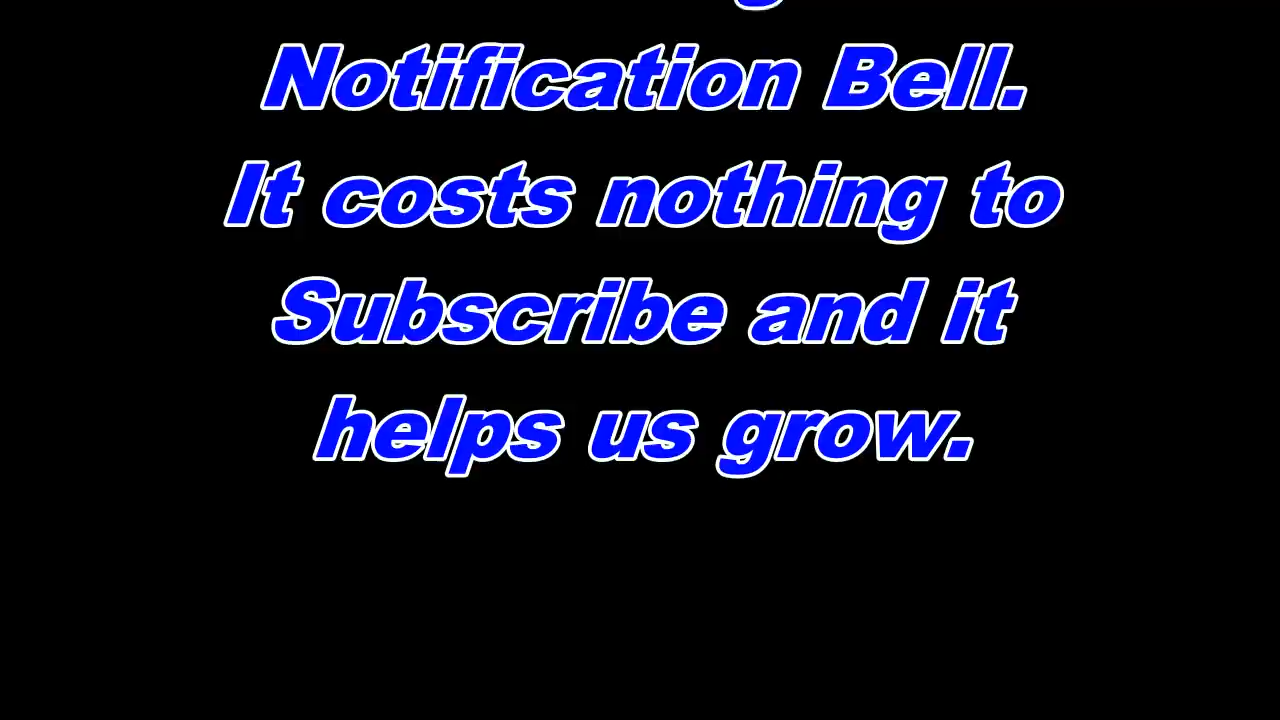 Notification Bell.
It costs nothing to
Subscribe and it
helps us grow.